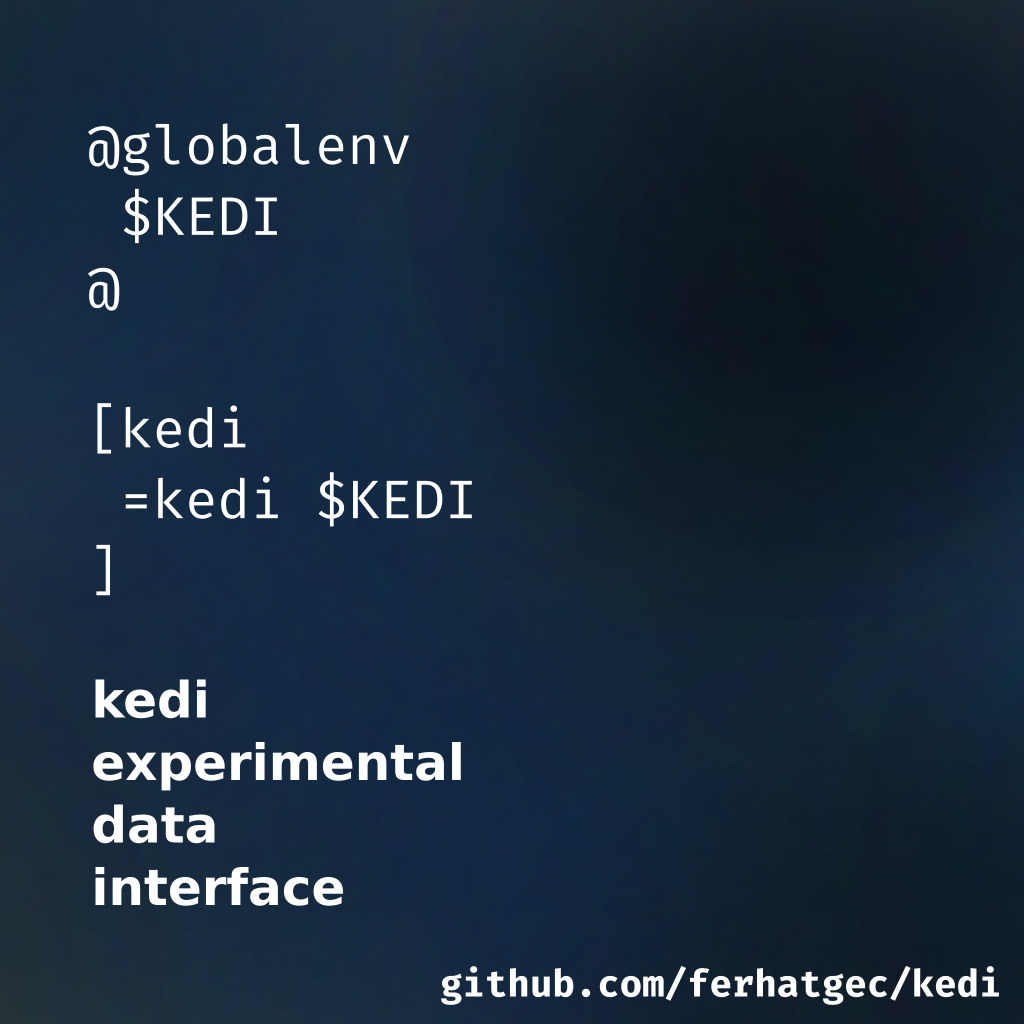 @globalenv
 $KEDI
@

[kedi
 =kedi $KEDI
]

kedi
experimental
data
interface
github.com/ferhatgec/kedi